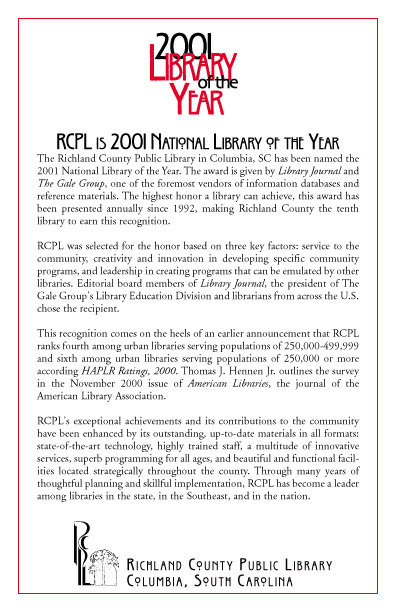 2001
LIBRARY
of the
YEAR
RCPL IS 2001 NATIONAL LIBRARY OF THE YEAR
The Richland County Public Library in Columbia, SC has been named the
2001 National Library of the Year. The award is given by Library Journal and
The Gale Group, one of the foremost vendors of information databases and
reference materials. The highest honor a library can achieve, this award has
been presented annually since 1992, making Richland County the tenth
library to earn this recognition.
RCPL was selected for the honor based on three key factors: service to the
community, creativity and innovation in developing specific community
programs, and leadership in creating programs that can be emulated by other
libraries. Editorial board members of Library Journal, the president of The
Gale Group's Library Education Division and librarians from across the U.S.
chose the recipient.
This recognition comes on the heels of an earlier announcement that RCPL
ranks fourth among urban libraries serving populations of 250,000-499,999
and sixth among urban libraries serving populations of 250,000 or more
according HAPLR Ratings, 2000. Thomas J. Hennen Jr. outlines the survey
in the November 2000 issue of American Libraries, the journal of the
American Library Association.
RCPL's exceptional achievements and its contributions to the community
have been enhanced by its outstanding, up-to-date materials in all formats:
state-of-the-art technology, highly trained staff, a multitude of innovative
services, superb programming for all ages, and beautiful and functional facil-
ities located strategically throughout the county. Through many years of
thoughtful planning and skillful implementation, RCPL has become a leader
among libraries in the state, in the Southeast, and in the nation.
RCPL
RICHLAND COUNTY PUBLIC LIBRARY
COLUMBIA, SOUTH CAROLINA